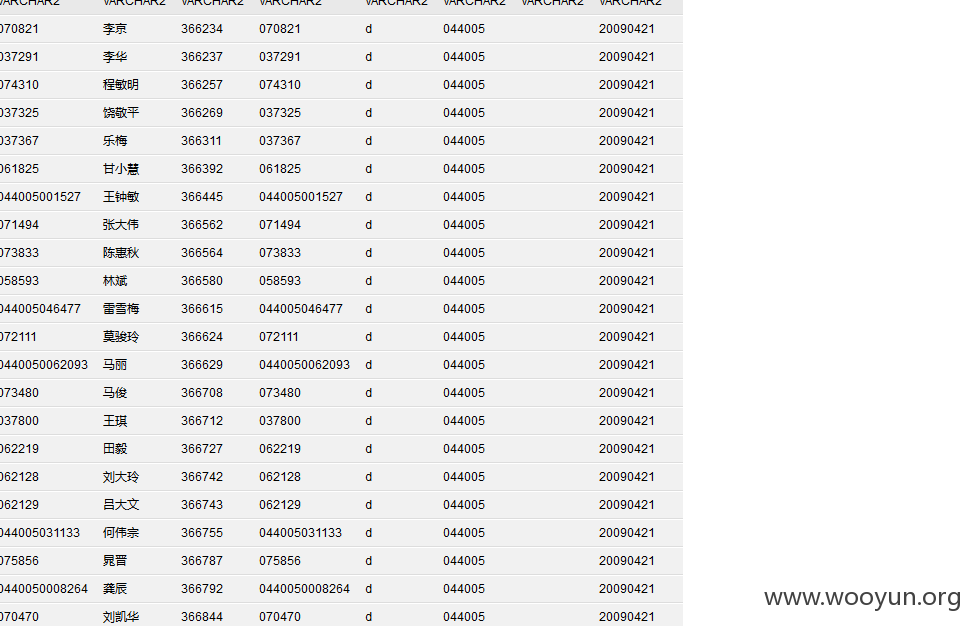 VARCHAR2 VARCHAR2 VARCHAR2 VARCHAR2 VARCHAR2 VARCHAR2 VARCHAR2 VARCHAR2
070821 李京 366234 070821 d 044005 20090421
037291 李华 366237 037291 d 044005 20090421
074310 程敏明 366257 074310 d 044005 20090421
037325 饶敬平 366269 037325 d 044005 20090421
037367 乐梅 366311 037367 d 044005 20090421
061825 甘小慧 366392 061825 d 044005 20090421
044005001527 王钟敏 366445 044005001527 d 044005 20090421
071494 张大伟 366562 071494 d 044005 20090421
073833 陈惠秋 366564 073833 d 044005 20090421
058593 林斌 366580 058593 d 044005 20090421
044005046477 雷雪梅 366615 044005046477 d 044005 20090421
072111 莫骏玲 366624 072111 d 044005 20090421
0440050062093 马丽 366629 0440050062093 d 044005 20090421
073480 马俊 366708 073480 d 044005 20090421
037800 王琪 366712 037800 d 044005 20090421
062219 田毅 366727 062219 d 044005 20090421
062128 刘大玲 366742 062128 d 044005 20090421
062129 吕大文 366743 062129 d 044005 20090421
044005031133 何伟宗 366755 044005031133 d 044005 20090421
075856 晁晋 366787 075856 d 044005 20090421
0440050008264 龚辰 366792 0440050008264 d 044005 20090421
070470 刘凯华 366844 070470 d 044005 20090421
www.wooyun.org